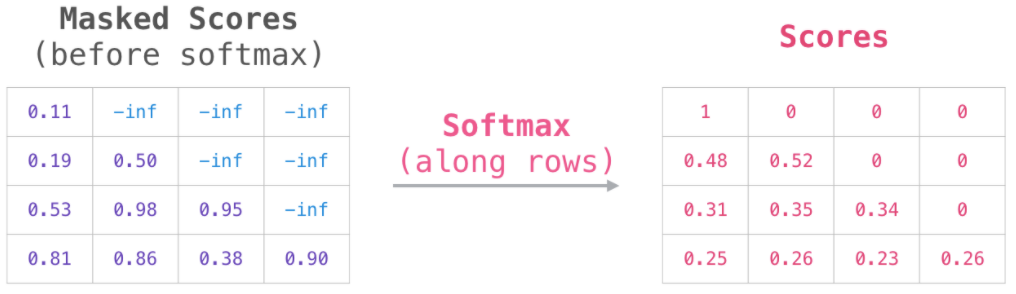 Masked Scores
(before softmax)
Scores
0.11 -inf -inf -inf
0.19 0.50 -inf -inf
0.53 0.98 0.95 -inf
0.81 0.86 0.38 0.90
Softmax
(along rows)
1 0 0 0
0.48 0.52 0 0
0.31 0.35 0.34 0
0.25 0.26 0.23 0.26